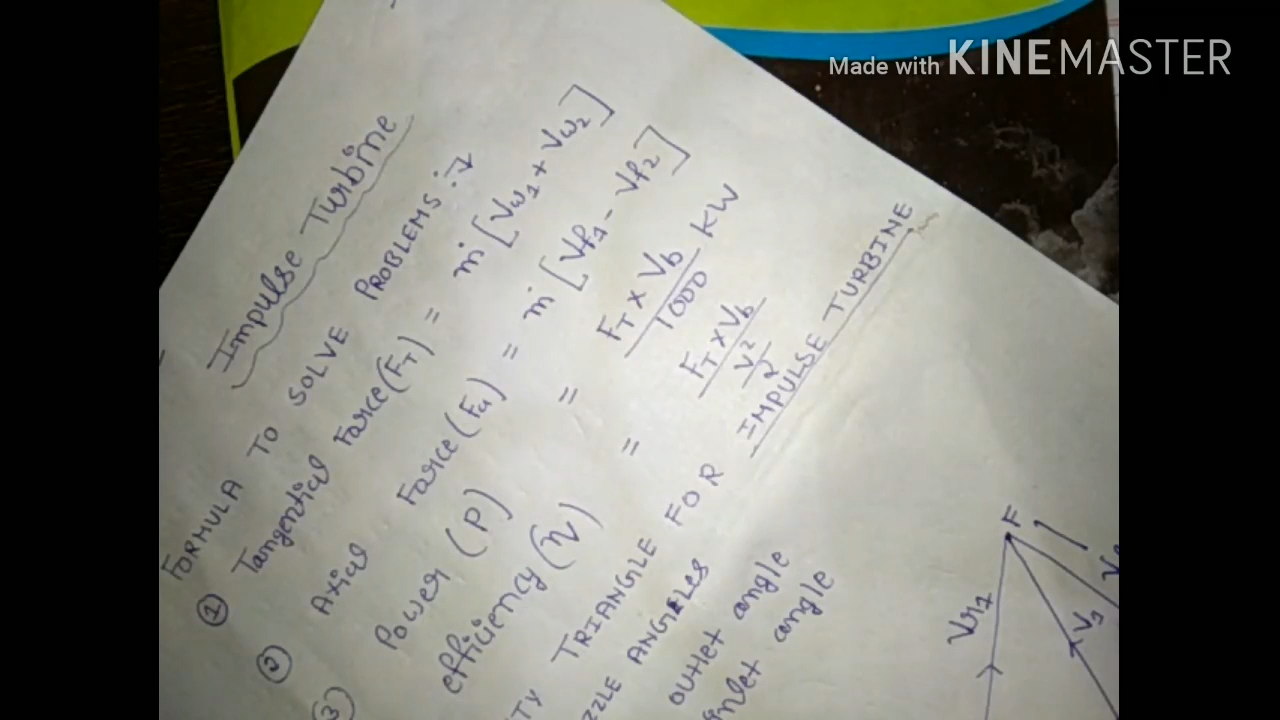 Made with KINEMASTER
Impulse Turbine
FORMULA TO SOLVE PROBLEMS :→
① Tangential Force (FT) = ṁ [Vw1 + Vw2]
② Axial Force (Fa) = ṁ [Vf1 - Vf2]
③ Power (P) = FT × Vb / 1000 KW
efficiency (η) = FT × Vb / V²/2
TRIANGLE FOR IMPULSE TURBINE
ANGLES
outlet angle
inlet angle
F
Vr1
V1